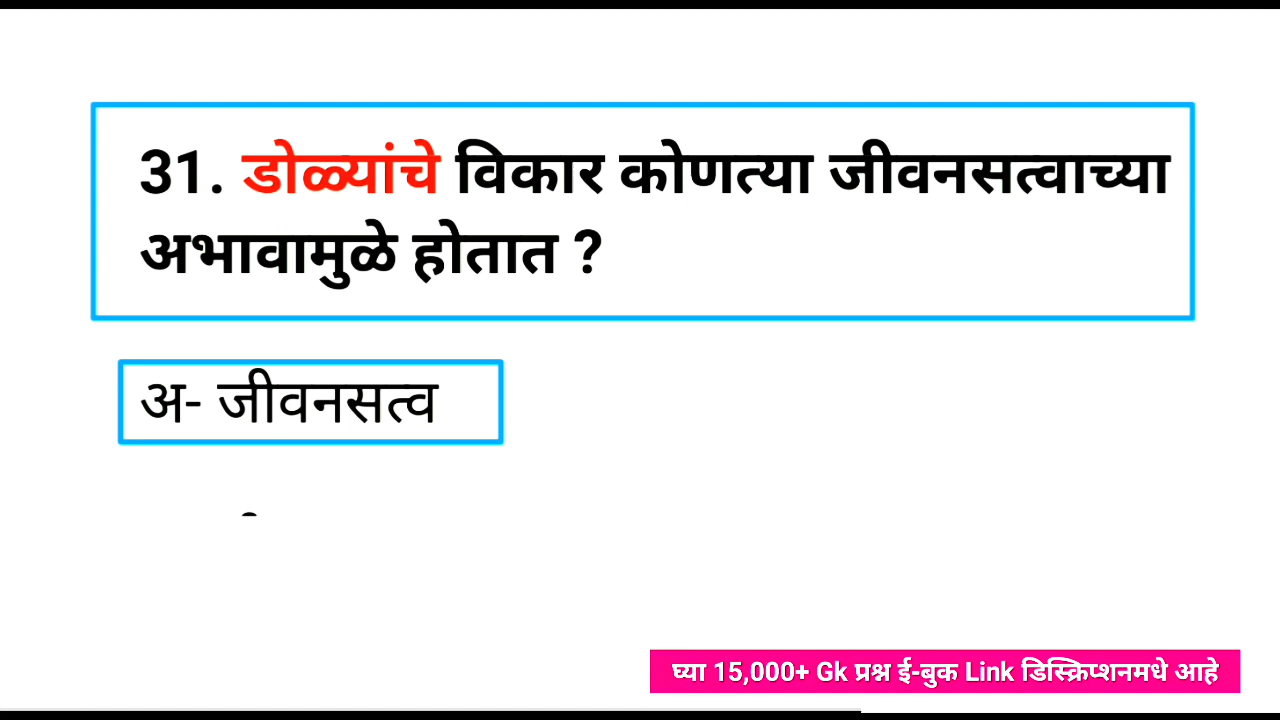 31. डोळ्यांचे विकार कोणत्या जीवनसत्वाच्या
अभावामुळे होतात ?
अ- जीवनसत्व
घ्या 15,000+ Gk प्रश्न ई-बुक Link डिस्क्रिप्शनमधे आहे